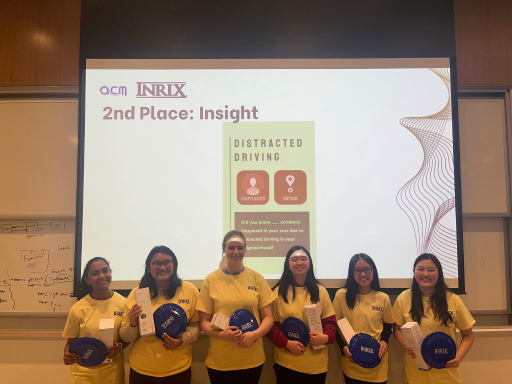 acm INRIX
2nd Place: Insight
DISTRACTED
DRIVING
contacts drive
Did you know ...... accidents
happened in your area due to
distracted driving in your
neighborhood?
INRIX
INRIX
INRIX
INRIX
INRIX